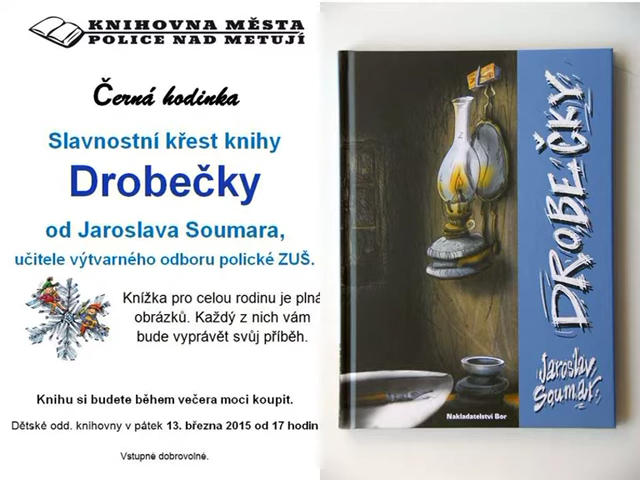 KNIHOVNA MĚSTA
POLICE NAD METUJÍ
Černá hodinka
Slavnostní křest knihy
Drobečky
od Jaroslava Soumara,
učitele výtvarného odboru polické ZUŠ.
Knížka pro celou rodinu je plná
obrázků. Každý z nich vám
bude vyprávět svůj příběh.
Knihu si budete během večera moci koupit.
Dětské odd. knihovny v pátek 13. března 2015 od 17 hodin
Vstupné dobrovolné.
DROBEČKY
Jaroslav
Soumar
Nakladatelství Bor